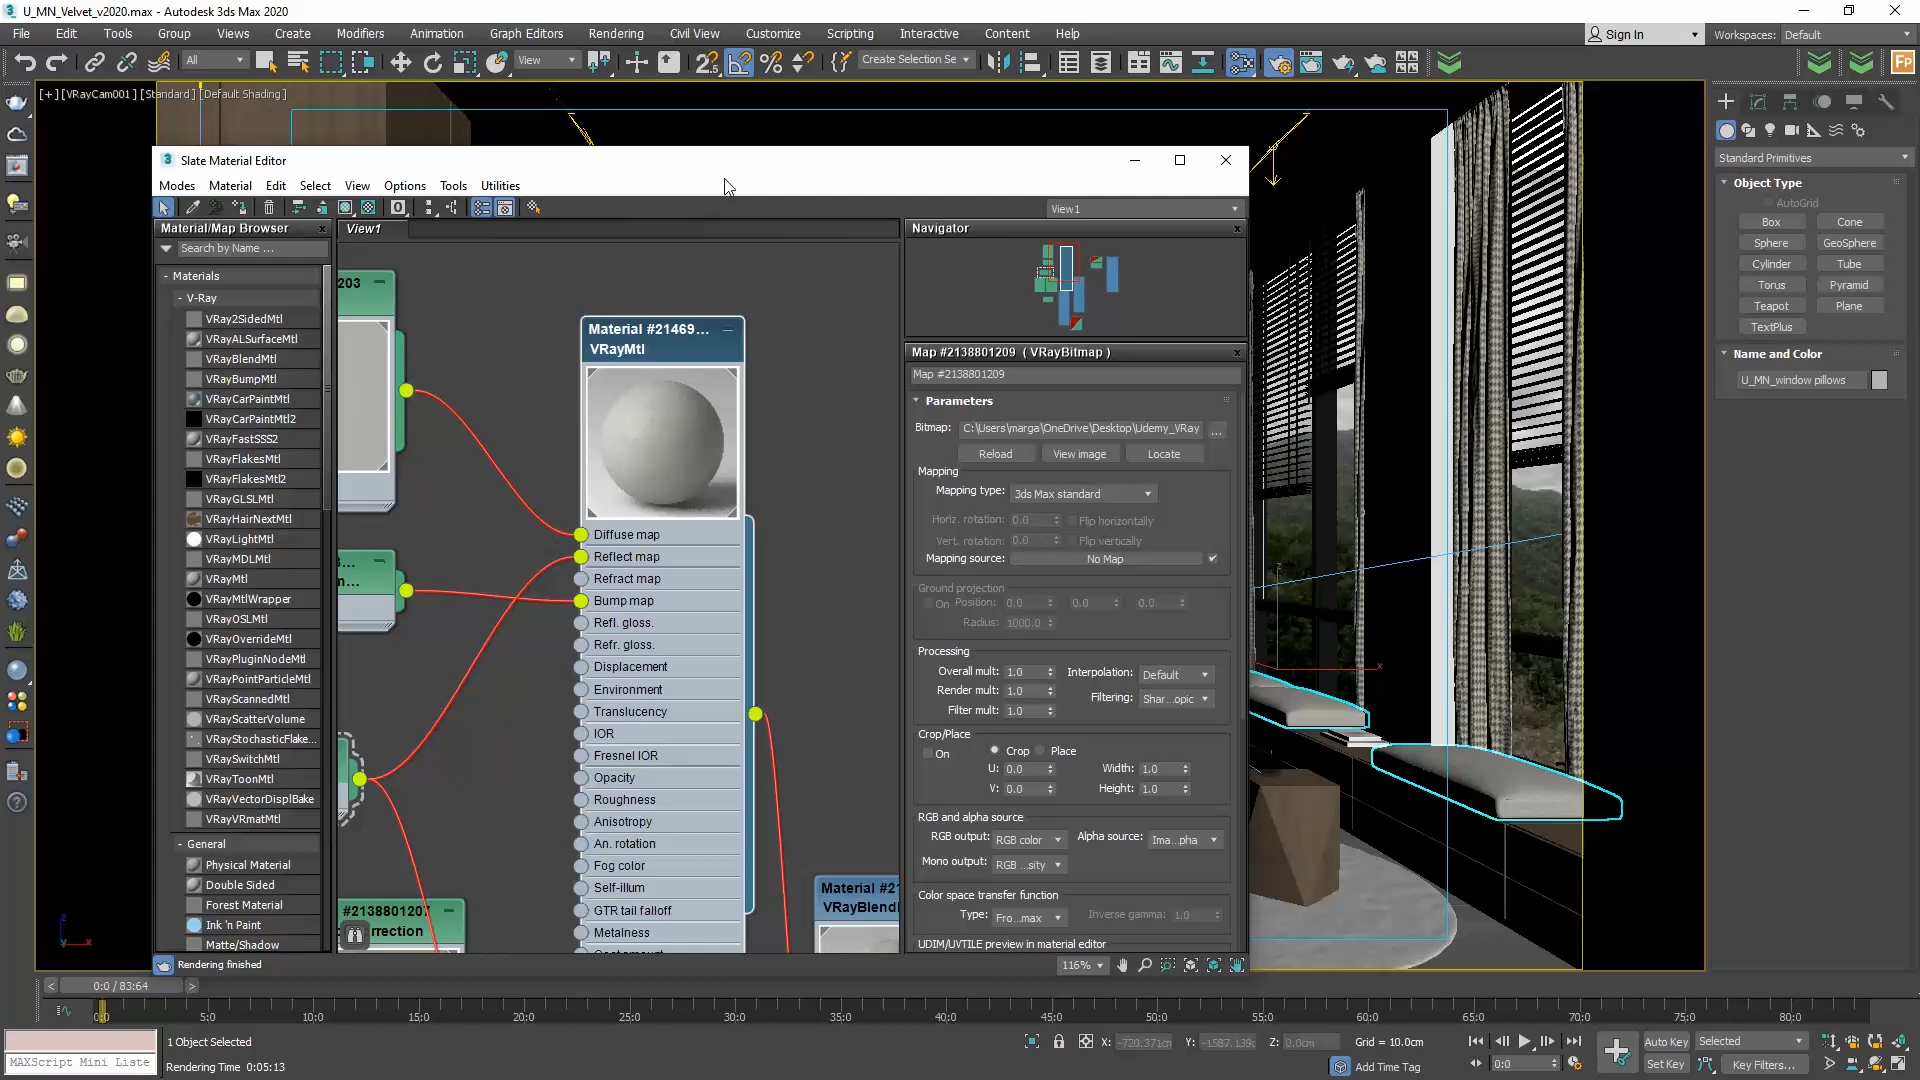 U_MN_Velvet_v2020.max - Autodesk 3ds Max 2020
File Edit Tools Group Views Create Modifiers Animation Graph Editors Rendering Civil View Customize Scripting Interactive Content Help
Sign In Workspaces: Default
All View Create Selection Se
[+] [VRayCam001] [Standard] [Default Shading]
Slate Material Editor
Modes Material Edit Select View Options Tools Utilities
View1
Material/Map Browser
View1
Navigator
Search by Name ...
- Materials
- V-Ray
VRay2SidedMtl
VRayALSurfaceMtl
VRayBlendMtl
VRayBumpMtl
VRayCarPaintMtl
VRayCarPaintMtl2
VRayFastSSS2
VRayFlakesMtl
VRayFlakesMtl2
VRayGLSLMtl
VRayHairNextMtl
VRayLightMtl
VRayMDLMtl
VRayMtl
VRayMtlWrapper
VRayOSLMtl
VRayOverrideMtl
VRayPluginNodeMtl
VRayPointParticleMtl
VRayScannedMtl
VRayScatterVolume
VRayStochasticFlake...
VRaySwitchMtl
VRayToonMtl
VRayVectorDisplBake
VRayVRmatMtl
- General
Physical Material
Double Sided
Forest Material
Ink 'n Paint
Matte/Shadow
Rendering finished
203
Material #21469...
VRayMtl
Diffuse map
Reflect map
Refract map
Bump map
Refl. gloss.
Refr. gloss.
Displacement
Environment
Translucency
IOR
Fresnel IOR
Opacity
Roughness
Anisotropy
An. rotation
Fog color
Self-illum
GTR tail falloff
Metalness
3...
m...
#2138801207
rrection
Material #21
VRayBlend
Map #2138801209 ( VRayBitmap )
Map #2138801209
Parameters
Bitmap: C:\Users\marga\OneDrive\Desktop\Udemy_VRay ...
Reload View image Locate
Mapping
Mapping type: 3ds Max standard
Horiz. rotation: 0.0 Flip horizontally
Vert. rotation: 0.0 Flip vertically
Mapping source: No Map
Ground projection
On Position: 0.0 0.0 0.0
Radius: 1000.0
Processing
Overall mult: 1.0 Interpolation: Default
Render mult: 1.0
Filtering: Shar...opic
Filter mult: 1.0
Crop/Place
On Crop Place
U: 0.0 Width: 1.0
V: 0.0 Height: 1.0
RGB and alpha source
RGB output: RGB color Alpha source: Ima...pha
Mono output: RGB ...sity
Color space transfer function
Type: Fro...max Inverse gamma: 1.0
UDIM/UVTILE preview in material editor
116%
Standard Primitives
Object Type
AutoGrid
Box Cone
Sphere GeoSphere
Cylinder Tube
Torus Pyramid
Teapot Plane
TextPlus
Name and Color
U_MN_window pillows
x
z
x
0:0 / 83:64
0:0 5:0 10:0 15:0 20:0 25:0 30:0 35:0 40:0 45:0 50:0 55:0 60:0 65:0 70:0 75:0 80:0
1 Object Selected
X: -720.371cm Y: -1587.139c Z: 0.0cm Grid = 10.0cm
Auto Key Selected
MAXScript Mini Liste
Rendering Time 0:05:13
Add Time Tag
0:0
Set Key Key Filters...